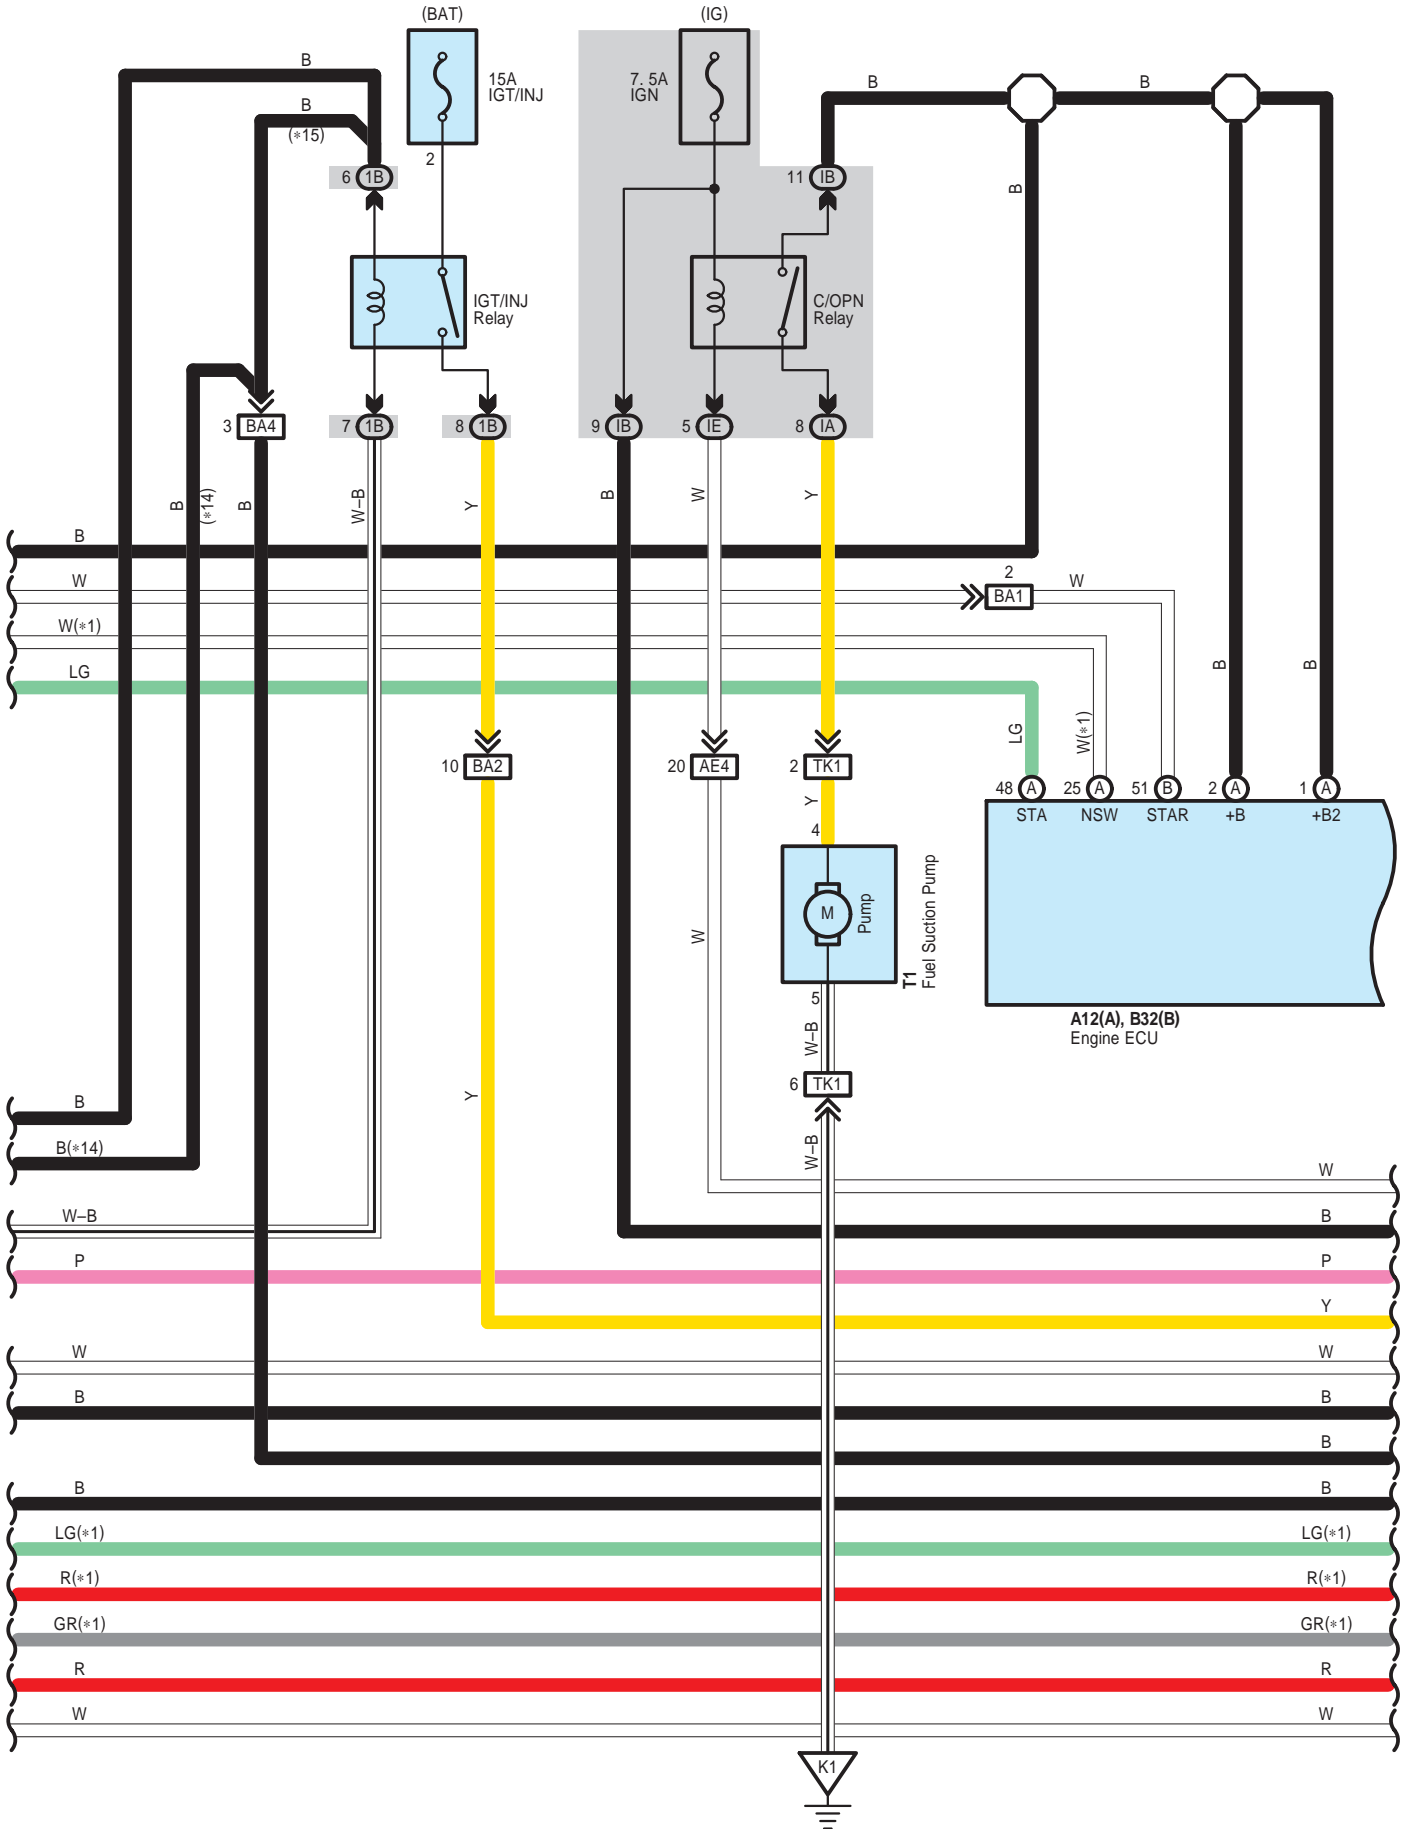 (BAT)
(IG)
B
15A
IGT/INJ
7. 5A
IGN
B
B
B
(*15)
2
6 1B
11 IB
B
IGT/INJ
Relay
C/OPN
Relay
3 BA4
7 1B
8 1B
9 IB
5 IE
8 IA
B
(*14)
B
W–B
Y
B
W
Y
B
W
2
BA1
W
W(*1)
LG
B
B
LG
W(*1)
10 BA2
20 AE4
2 TK1
Y
4
48 A
25 A
51 B
2 A
1 A
STA
NSW
STAR
+B
+B2
M
Pump
T1
Fuel Suction Pump
W
5
W–B
A12(A), B32(B)
Engine ECU
6 TK1
Y
W–B
B
B(*14)
W
W–B
B
P
P
Y
W
W
B
B
B
B
B
LG(*1)
LG(*1)
R(*1)
R(*1)
GR(*1)
GR(*1)
R
R
W
W
K1